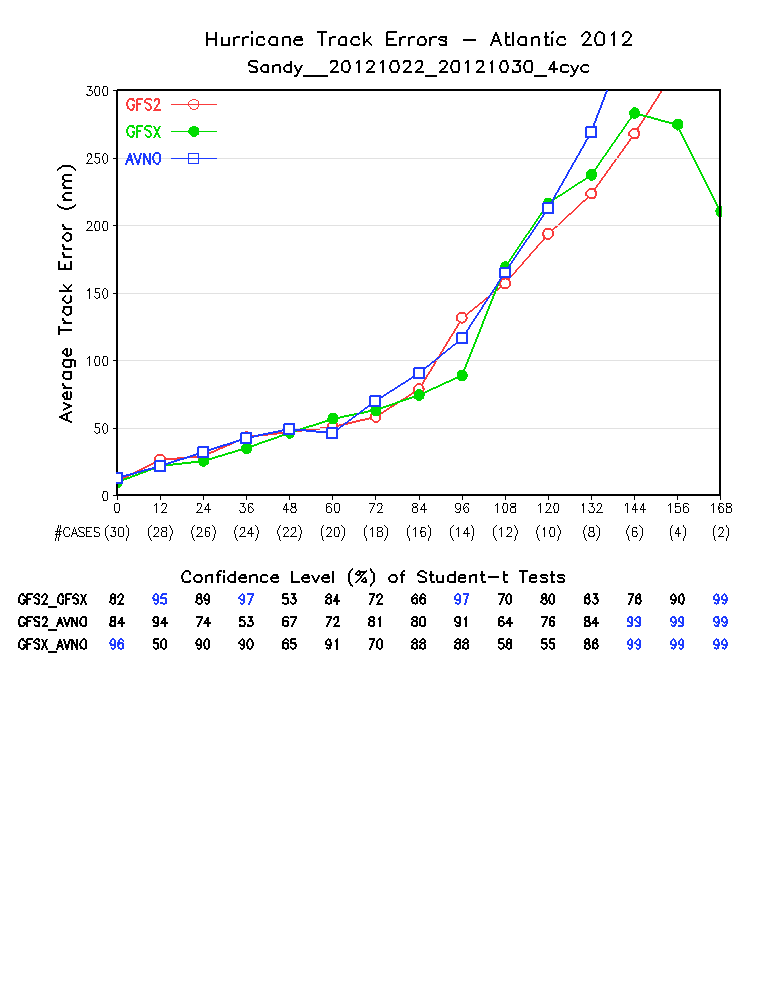 Hurricane Track Errors – Atlantic 2012
Sandy__20121022_20121030_4cyc
Average Track Error (nm)
300
250
200
150
100
50
0
GFS2
GFSX
AVNO
0 12 24 36 48 60 72 84 96 108 120 132 144 156 168
#CASES (30) (28) (26) (24) (22) (20) (18) (16) (14) (12) (10) (8) (6) (4) (2)
Confidence Level (%) of Student-t Tests
GFS2_GFSX 82 95 89 97 53 84 72 66 97 70 80 63 76 90 99
GFS2_AVNO 84 94 74 53 67 72 81 80 91 64 76 84 99 99 99
GFSX_AVNO 96 50 90 90 65 91 70 88 88 58 55 86 99 99 99